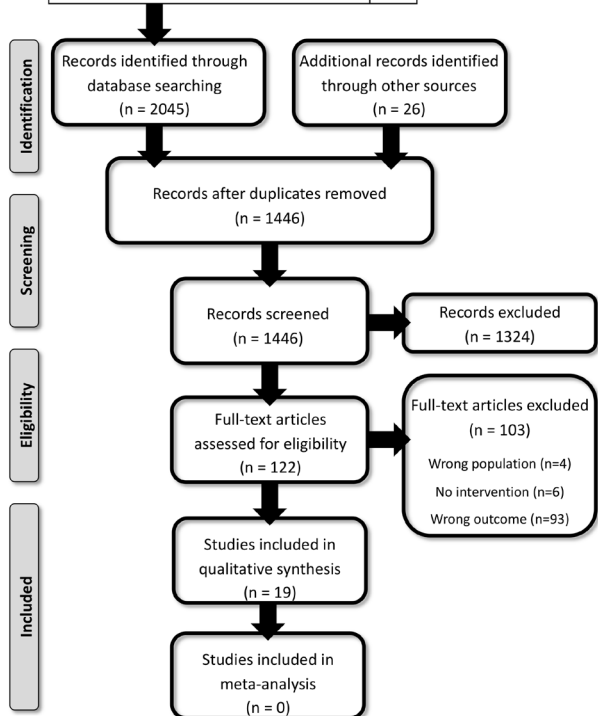 Identification
Records identified through
database searching
(n = 2045)
Additional records identified
through other sources
(n = 26)
Records after duplicates removed
(n = 1446)
Screening
Records screened
(n = 1446)
Records excluded
(n = 1324)
Eligibility
Full-text articles
assessed for eligibility
(n = 122)
Full-text articles excluded
(n = 103)
Wrong population (n=4)
No intervention (n=6)
Wrong outcome (n=93)
Included
Studies included in
qualitative synthesis
(n = 19)
Studies included in
meta-analysis
(n = 0)